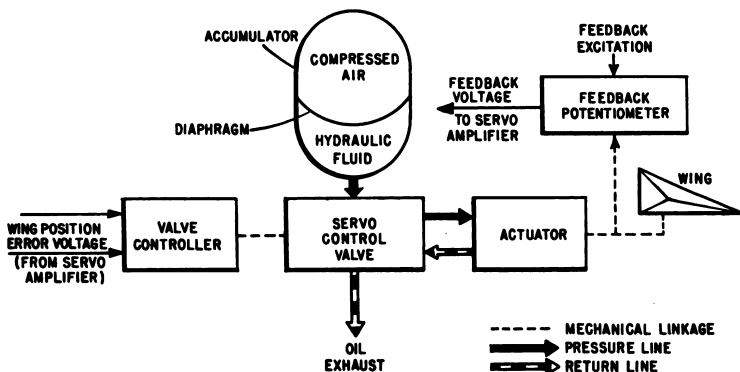 ACCUMULATOR
COMPRESSED
AIR
DIAPHRAGM
HYDRAULIC
FLUID
FEEDBACK
EXCITATION
FEEDBACK
VOLTAGE
TO SERVO
AMPLIFIER
FEEDBACK
POTENTIOMETER
WING
WING POSITION
ERROR VOLTAGE
(FROM SERVO
AMPLIFIER)
VALVE
CONTROLLER
SERVO
CONTROL
VALVE
ACTUATOR
OIL
EXHAUST
MECHANICAL LINKAGE
PRESSURE LINE
RETURN LINE